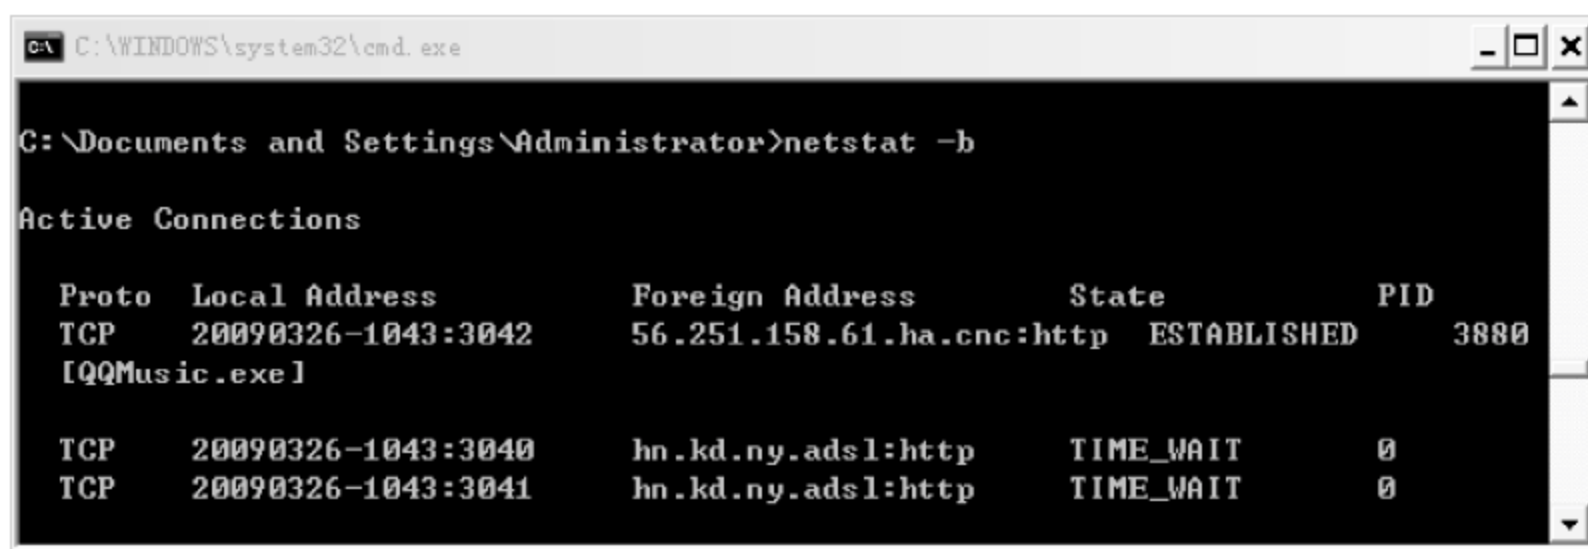 C:\WINDOWS\system32\cmd.exe
C:\Documents and Settings\Administrator>netstat -b
Active Connections
Proto Local Address Foreign Address State PID
TCP 20090326-1043:3042 56.251.158.61.ha.cnc:http ESTABLISHED 3880
[QQMusic.exe]
TCP 20090326-1043:3040 hn.kd.ny.adsl:http TIME_WAIT 0
TCP 20090326-1043:3041 hn.kd.ny.adsl:http TIME_WAIT 0